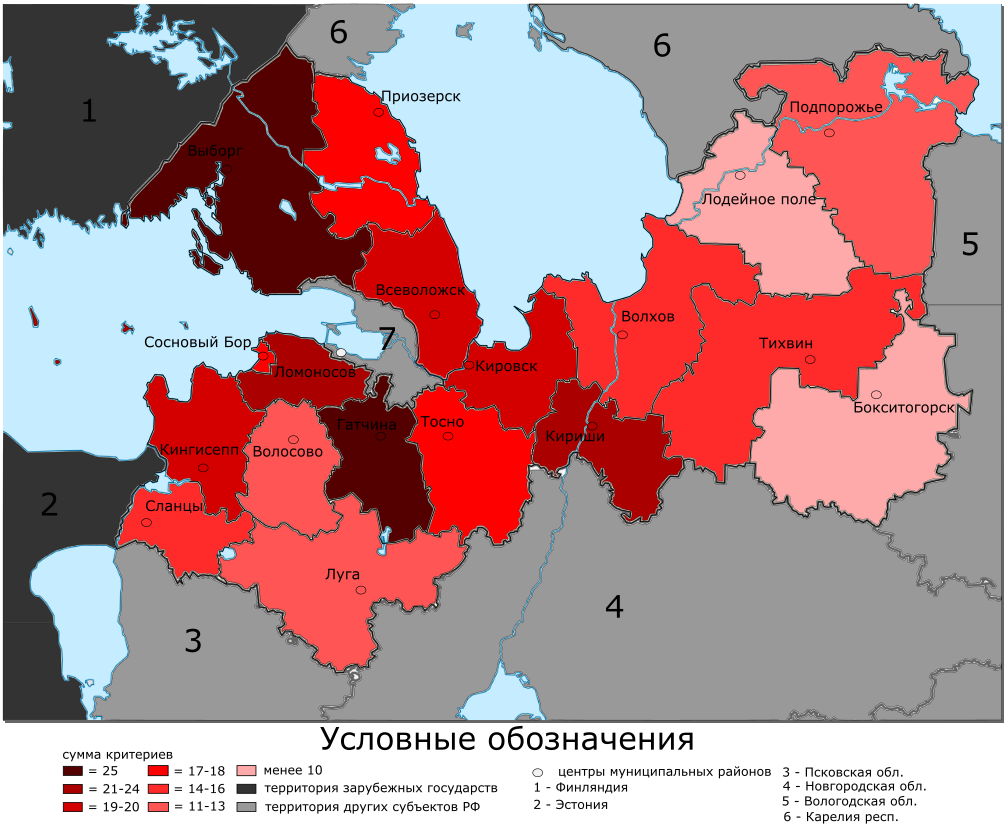 6
6
1
Приозерск
Подпорожье
Выборг
Лодейное поле
5
Всеволожск
Волхов
7
Сосновый Бор
Тихвин
Кировск
Ломоносов
Бокситогорск
Гатчина
Тосно
Кириши
Кингисепп
Волосово
2
Сланцы
Луга
4
3
Условные обозначения
сумма критериев
= 25
= 17-18
менее 10
= 21-24
= 14-16
территория зарубежных государств
= 19-20
= 11-13
территория других субъектов РФ
центры муниципальных районов
1 - Финляндия
2 - Эстония
3 - Псковская обл.
4 - Новгородская обл.
5 - Вологодская обл.
6 - Карелия респ.